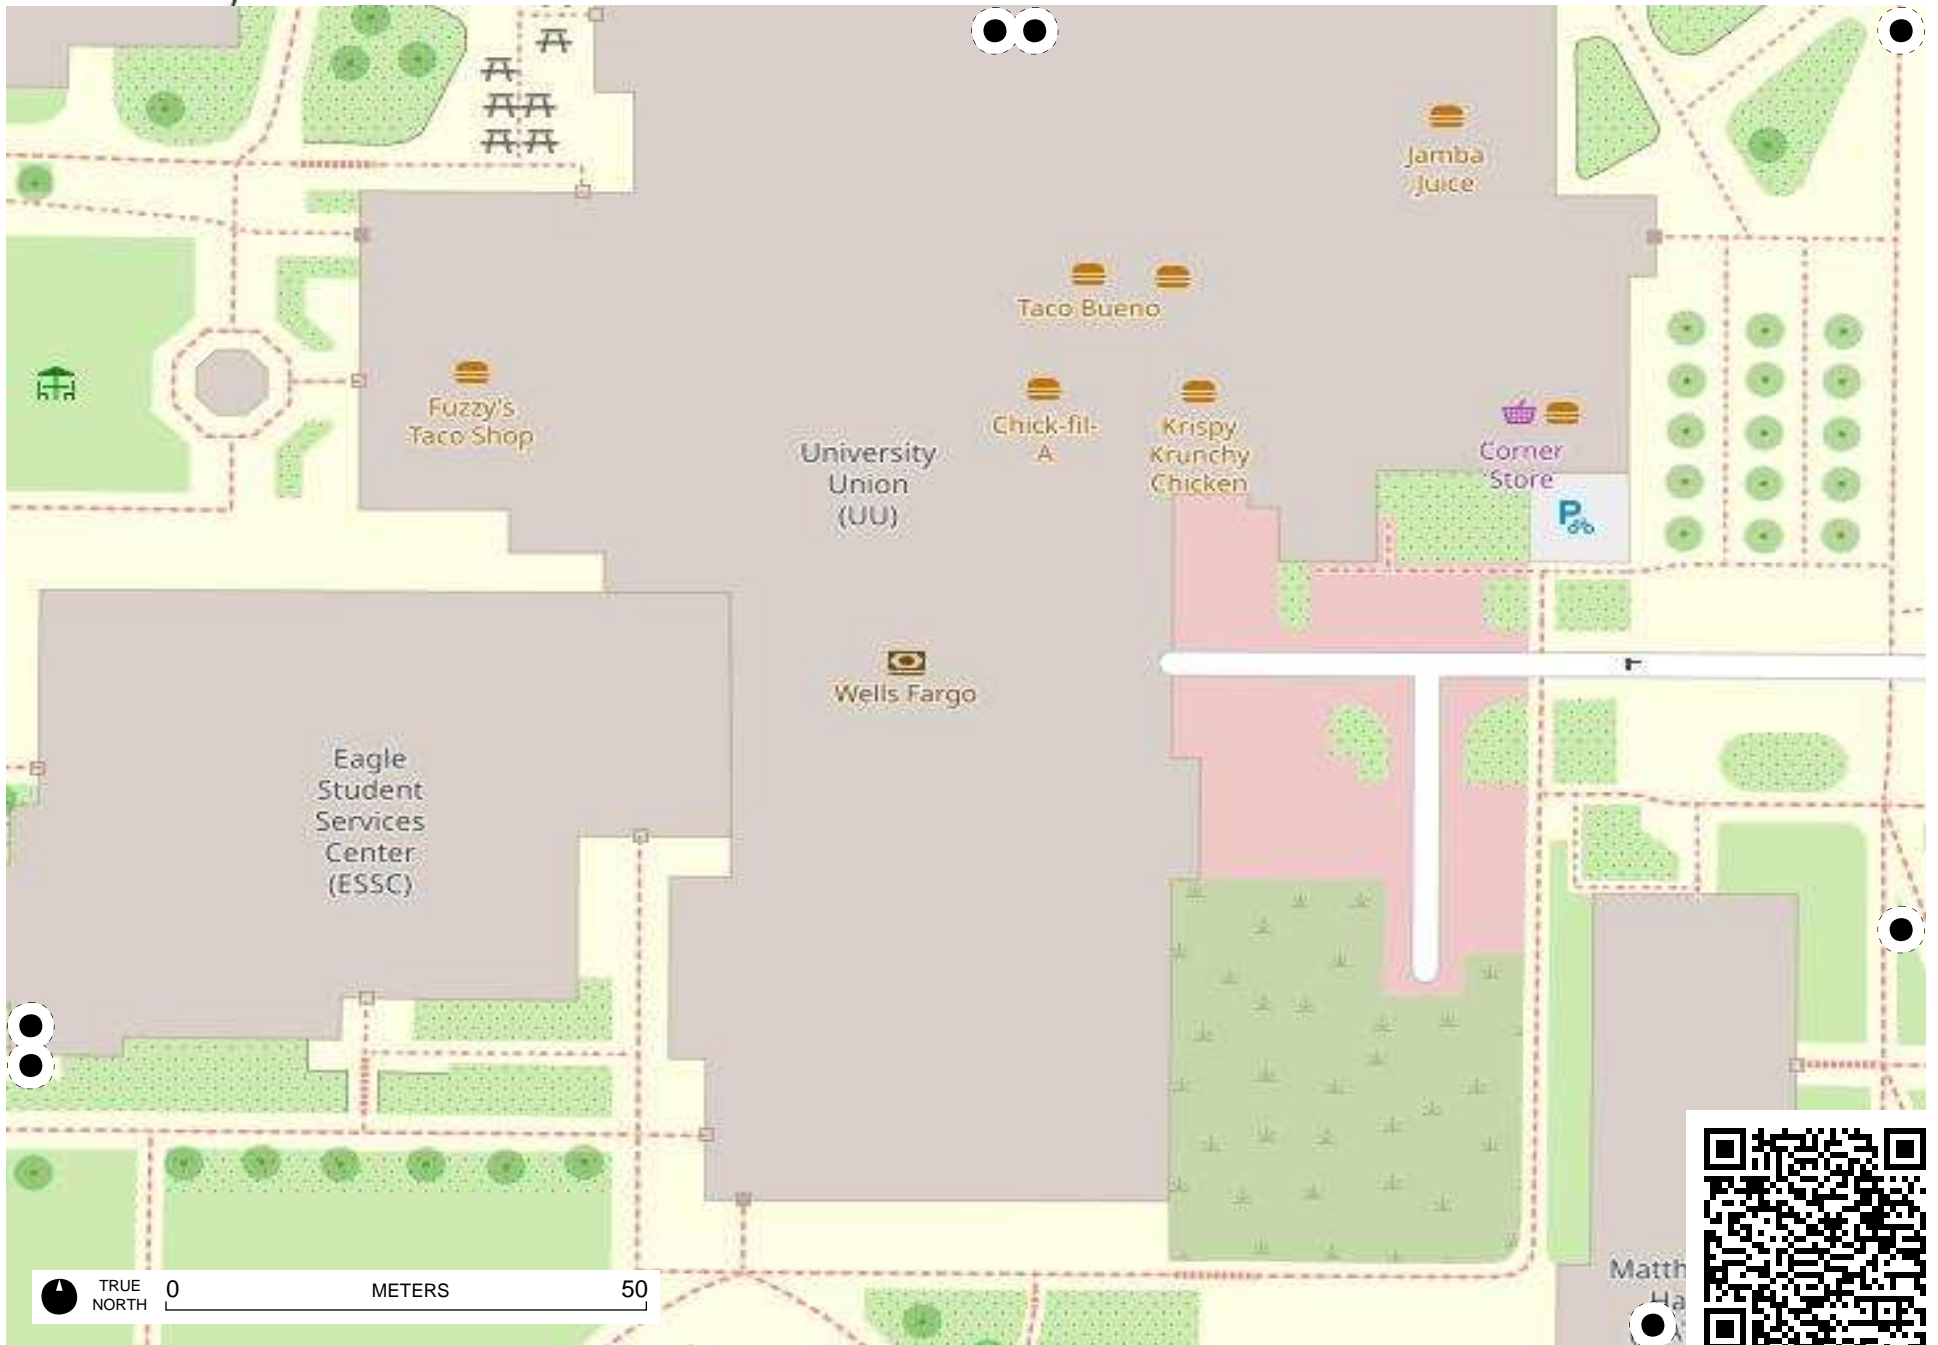 Jamba
Juice
Taco Bueno
Fuzzy's
Taco Shop
Chick-fil-
A
Krispy
Krunchy
Chicken
Corner
Store
University
Union
(UU)
P
Wells Fargo
Eagle
Student
Services
Center
(ESSC)
Matth
Ha
TRUE
NORTH
0 METERS 50